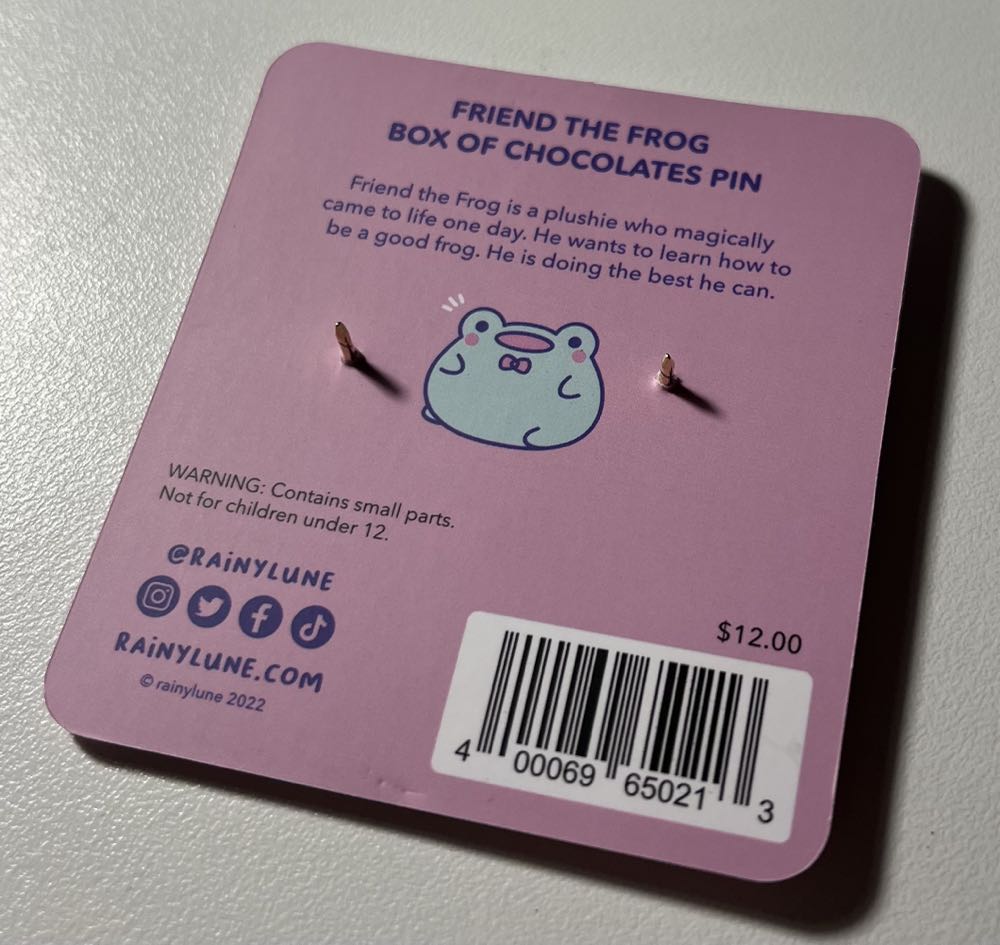 FRIEND THE FROG
BOX OF CHOCOLATES PIN
Friend the Frog is a plushie who magically
came to life one day. He wants to learn how to
be a good frog. He is doing the best he can.
WARNING: Contains small parts.
Not for children under 12.
@RAiNYLUNE
RAiNYLUNE.COM
© rainylune 2022
$12.00
4 00069 65021 3